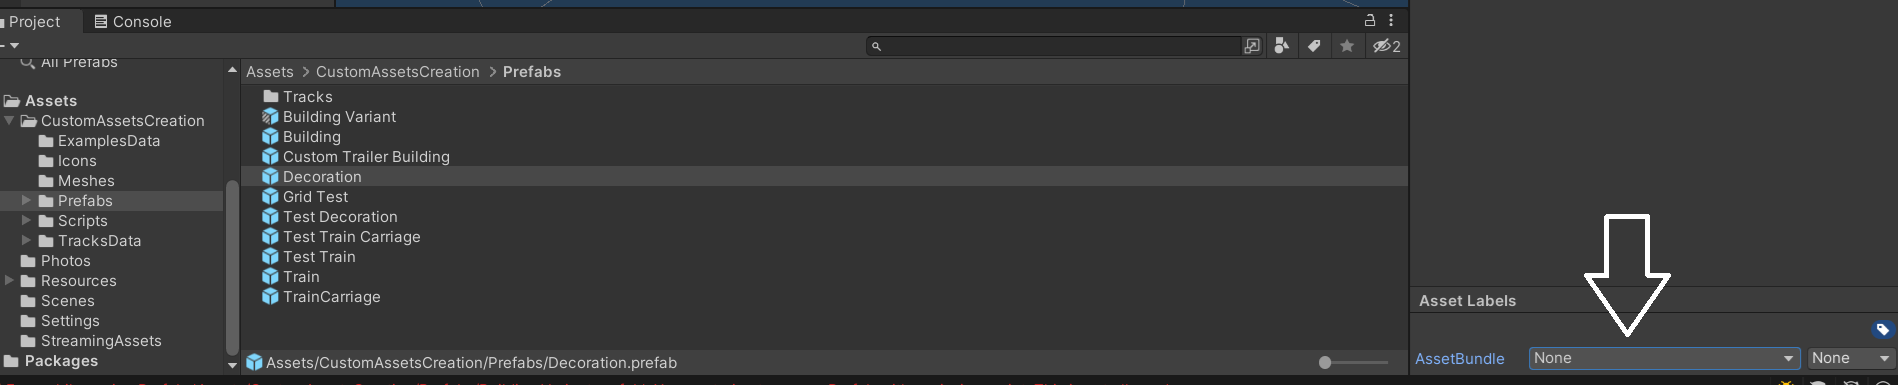 Project
Console
2
All Prefabs
Assets
CustomAssetsCreation
ExamplesData
Icons
Meshes
Prefabs
Scripts
TracksData
Photos
Resources
Scenes
Settings
StreamingAssets
Packages
Assets > CustomAssetsCreation > Prefabs
Tracks
Building Variant
Building
Custom Trailer Building
Decoration
Grid Test
Test Decoration
Test Train Carriage
Test Train
Train
TrainCarriage
Assets/CustomAssetsCreation/Prefabs/Decoration.prefab
Asset Labels
AssetBundle None None